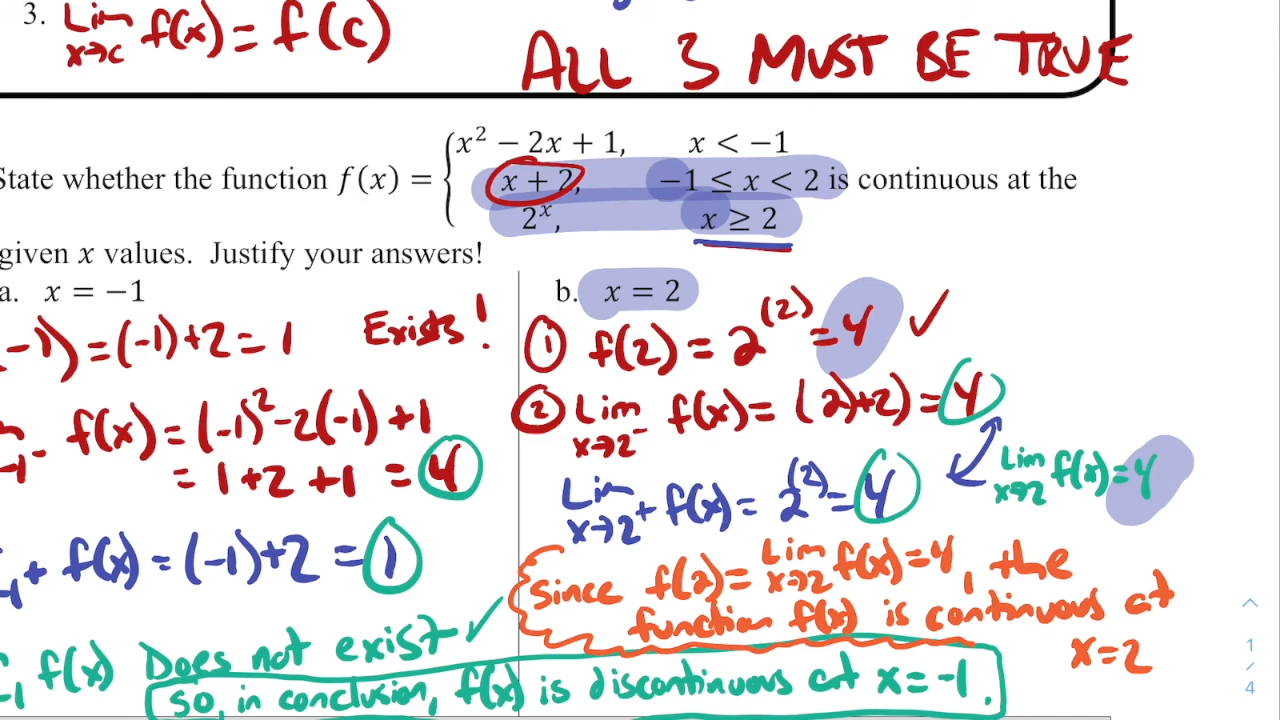 3. Lim x→c f(x) = f(c)
ALL 3 MUST BE TRUE
State whether the function f(x) = { x² − 2x + 1, x < −1
x + 2, −1 ≤ x < 2 is continuous at the
2ˣ, x ≥ 2
given x values. Justify your answers!
a. x = −1
−1) = (−1)+2 = 1 Exists!
−1⁻ f(x) = (−1)² −2(−1) +1
= 1+2+1 = 4
−1⁺ f(x) = (−1)+2 = 1
−1 f(x) Does not exist ✓
so, in conclusion, f(x) is discontinuous at x = −1.
b. x = 2
① f(2) = 2⁽²⁾ = 4 ✓
② Lim x→2⁻ f(x) = (2)+2) = 4
Lim x→2⁺ f(x) = 2⁽²⁾ = 4
Lim x→2 f(x) = 4
Since f(2) = Lim x→2 f(x) = 4, the
function f(x) is continuous at
x = 2
1
/
4